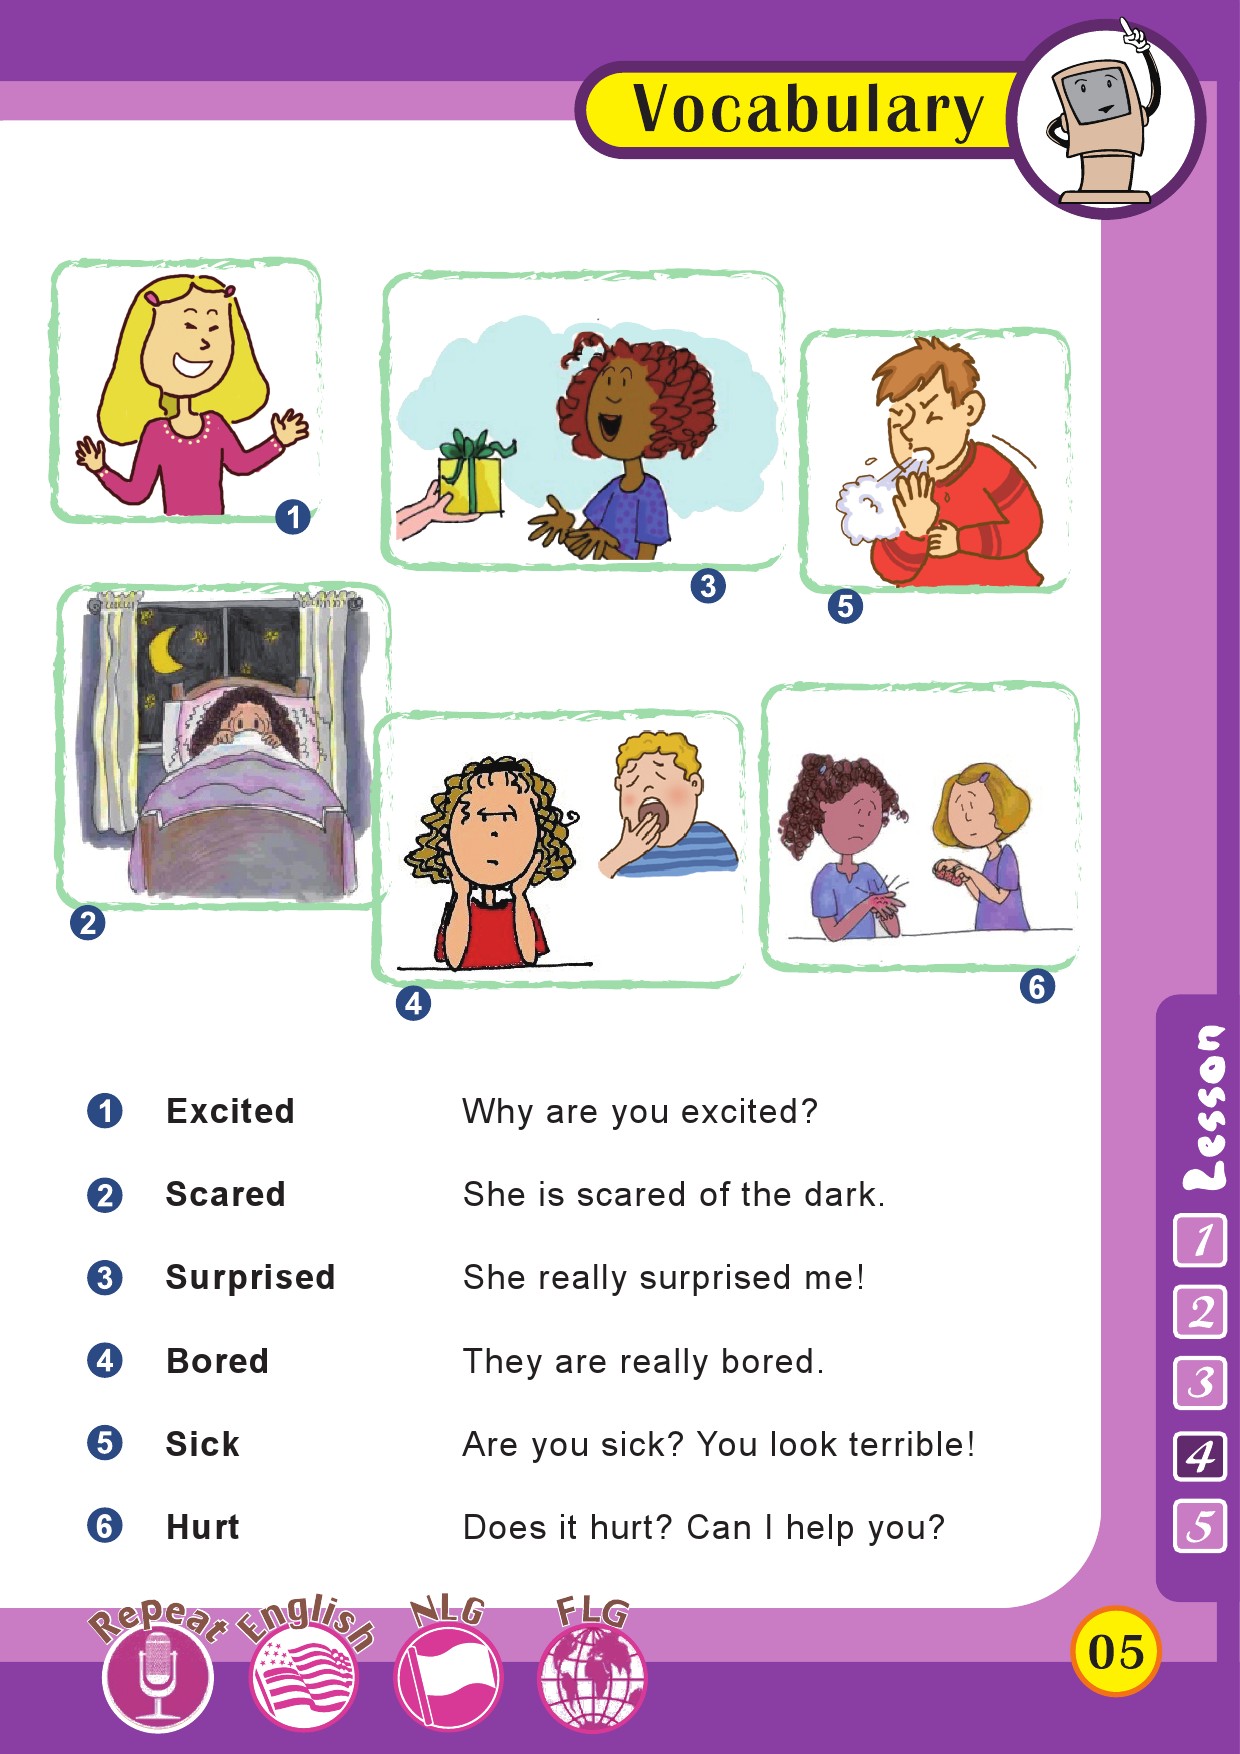 Vocabulary
1
3
5
2
4
6
1 Excited Why are you excited?
2 Scared She is scared of the dark.
3 Surprised She really surprised me!
4 Bored They are really bored.
5 Sick Are you sick? You look terrible!
6 Hurt Does it hurt? Can I help you?
Lesson
1
2
3
4
5
Repeat English NLG FLG
05